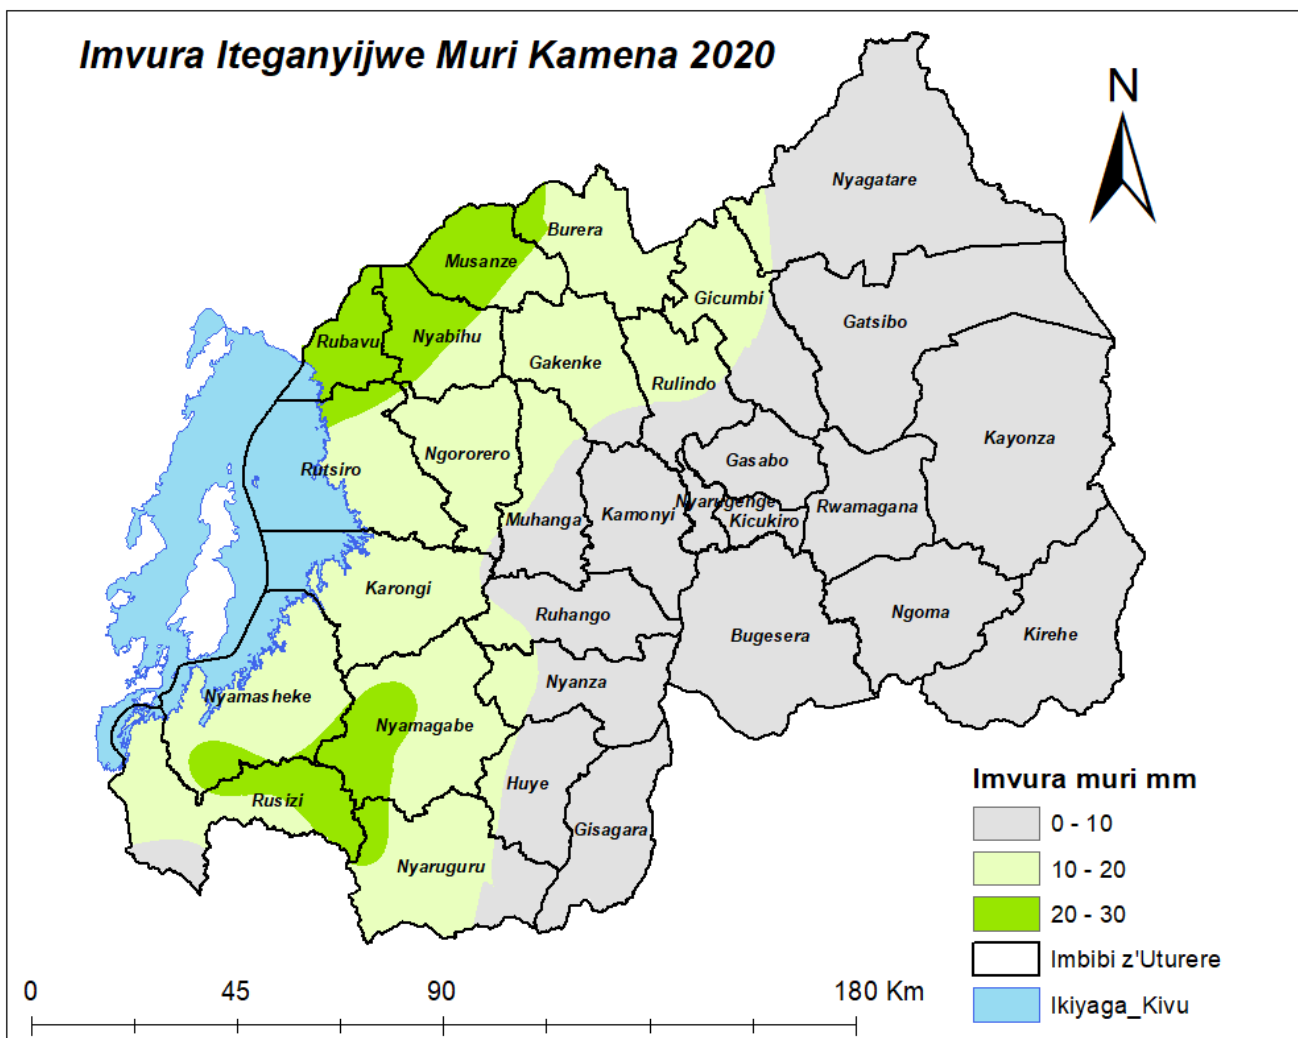 Imvura Iteganyijwe Muri Kamena 2020
N
Nyagatare
Burera
Musanze
Gicumbi
Gatsibo
Rubavu
Nyabihu
Gakenke
Rulindo
Kayonza
Ngororero
Gasabo
Rutsiro
Nyarugenge
Muhanga
Kamonyi
Kicukiro
Rwamagana
Karongi
Ruhango
Bugesera
Ngoma
Kirehe
Nyamasheke
Nyanza
Nyamagabe
Huye
Rusizi
Gisagara
Nyaruguru
Imvura muri mm
0 - 10
10 - 20
20 - 30
Imbibi z'Uturere
Ikiyaga_Kivu
0 45 90 180 Km